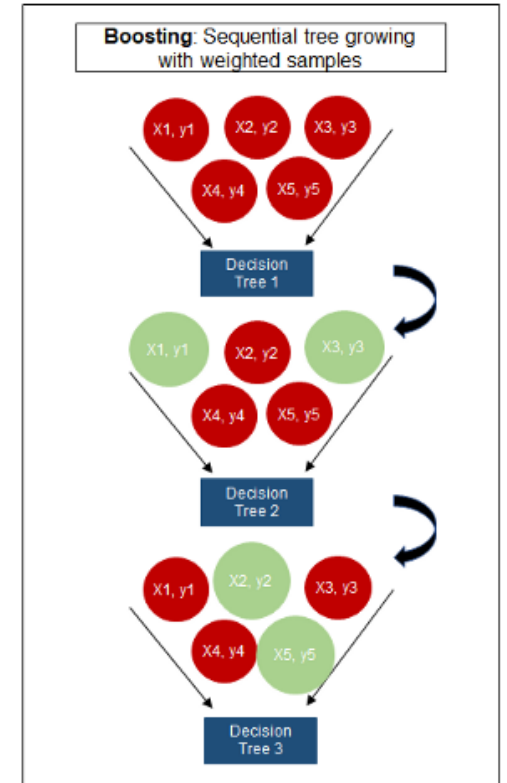 Boosting: Sequential tree growing
with weighted samples
X1, y1
X2, y2
X3, y3
X4, y4
X5, y5
Decision
Tree 1
X1, y1
X2, y2
X3, y3
X4, y4
X5, y5
Decision
Tree 2
X1, y1
X2, y2
X3, y3
X4, y4
X5, y5
Decision
Tree 3